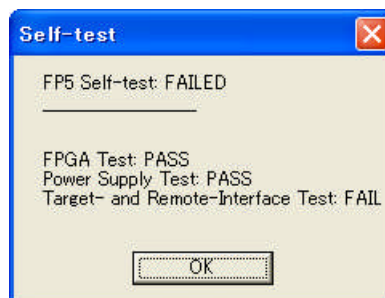 Self-test
FP5 Self-test: FAILED
FPGA Test: PASS
Power Supply Test: PASS
Target- and Remote-Interface Test: FAIL
OK